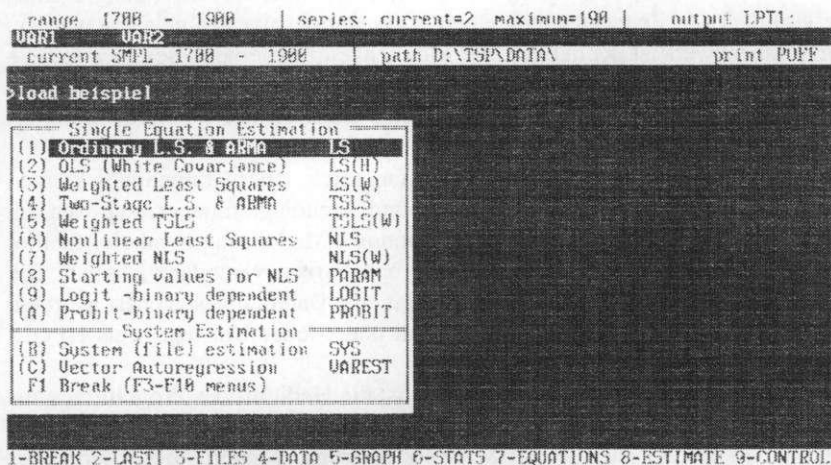 range 1700 - 1900 | series: current=2 maximum=190 | output LPT1:
VAR1 VAR2
current SMPL 1700 - 1900 | path D:\TSP\DATA\ print PUFF
>load beispiel
Single Equation Estimation
(1) Ordinary L.S. & ARMA LS
(2) OLS (White Covariance) LS(H)
(3) Weighted Least Squares LS(W)
(4) Two-Stage L.S. & ARMA TSLS
(5) Weighted TSLS TSLS(W)
(6) Nonlinear Least Squares NLS
(7) Weighted NLS NLS(W)
(8) Starting values for NLS PARAM
(9) Logit -binary dependent LOGIT
(A) Probit-binary dependent PROBIT
System Estimation
(B) System (file) estimation SYS
(C) Vector Autoregression VAREST
F1 Break (F3-F10 menus)
1-BREAK 2-LAST| 3-FILES 4-DATA 5-GRAPH 6-STATS 7-EQUATIONS 8-ESTIMATE 9-CONTROL